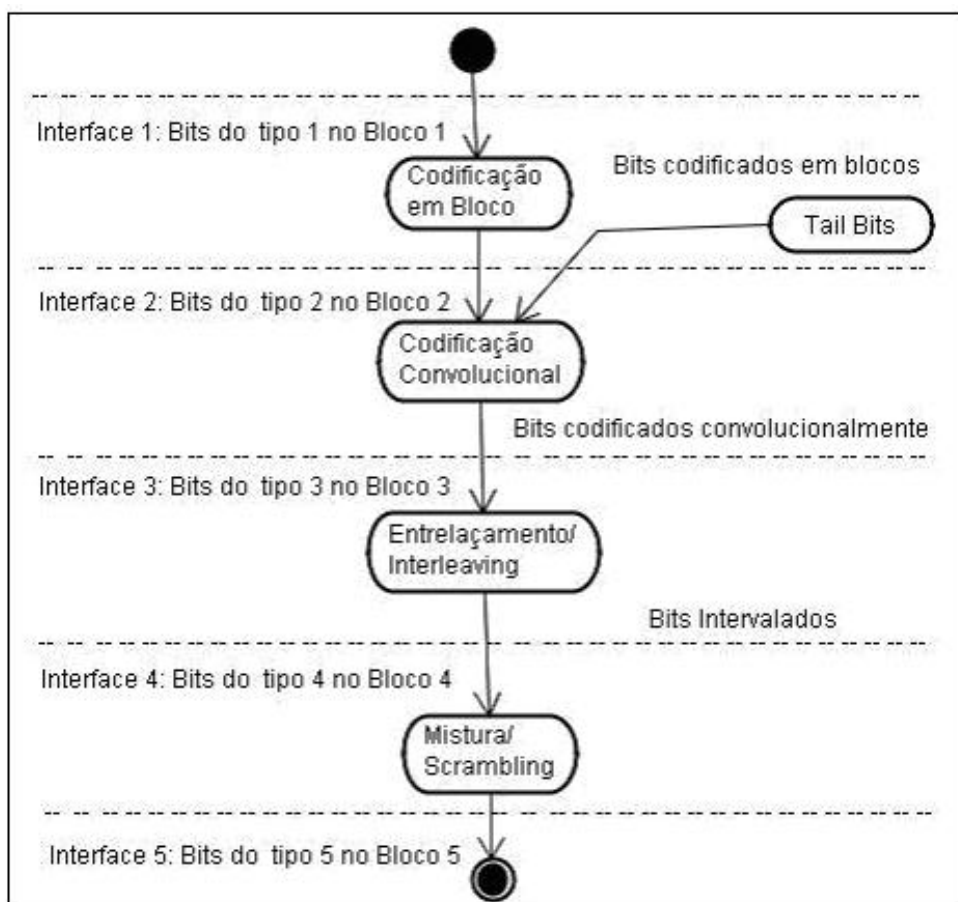 Interface 1: Bits do tipo 1 no Bloco 1
Codificação
em Bloco
Bits codificados em blocos
Tail Bits
Interface 2: Bits do tipo 2 no Bloco 2
Codificação
Convolucional
Bits codificados convolucionalmente
Interface 3: Bits do tipo 3 no Bloco 3
Entrelaçamento/
Interleaving
Bits Intervalados
Interface 4: Bits do tipo 4 no Bloco 4
Mistura/
Scrambling
Interface 5: Bits do tipo 5 no Bloco 5